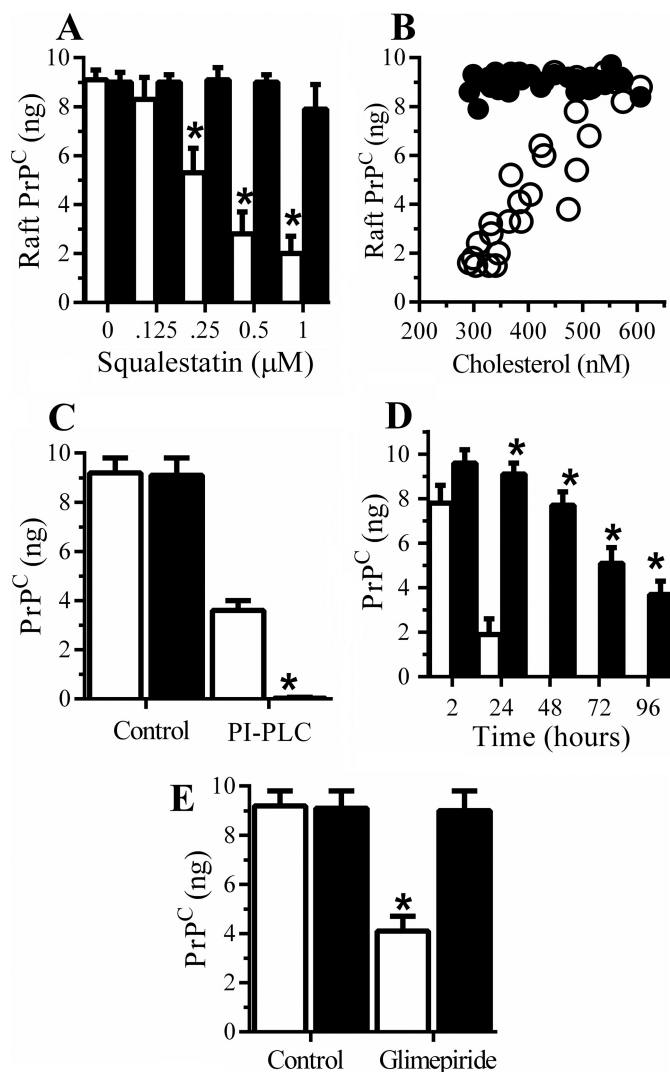 A
Raft PrP^C (ng)
10
8
6
4
2
0
* * *
0 .125 .25 0.5 1
Squalestatin (μM)
B
Raft PrP^C (ng)
10
8
6
4
2
0
200 300 400 500 600 700
Cholesterol (nM)
C
PrP^C (ng)
10
8
6
4
2
0
*
Control PI-PLC
D
PrP^C (ng)
10
8
6
4
2
0
* * * *
2 24 48 72 96
Time (hours)
E
PrP^C (ng)
10
8
6
4
2
0
*
Control Glimepiride